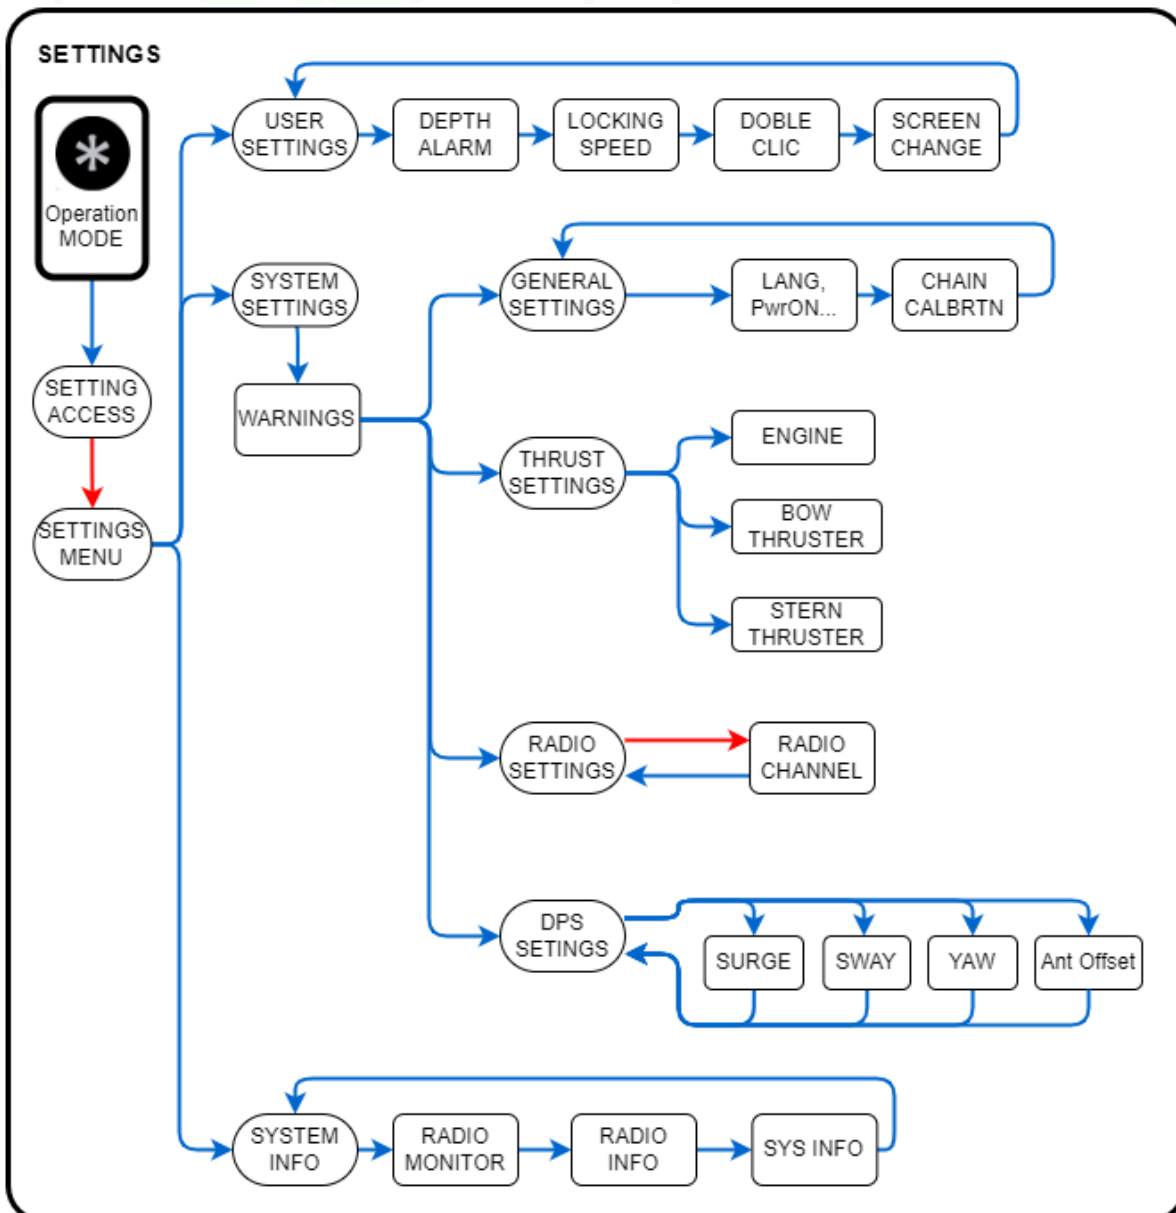 SETTINGS
*
Operation
MODE
SETTING
ACCESS
SETTINGS
MENU
USER
SETTINGS
DEPTH
ALARM
LOCKING
SPEED
DOBLE
CLIC
SCREEN
CHANGE
SYSTEM
SETTINGS
WARNINGS
GENERAL
SETTINGS
LANG,
PwrON...
CHAIN
CALBRTN
THRUST
SETTINGS
ENGINE
BOW
THRUSTER
STERN
THRUSTER
RADIO
SETTINGS
RADIO
CHANNEL
DPS
SETINGS
SURGE
SWAY
YAW
Ant Offset
SYSTEM
INFO
RADIO
MONITOR
RADIO
INFO
SYS INFO